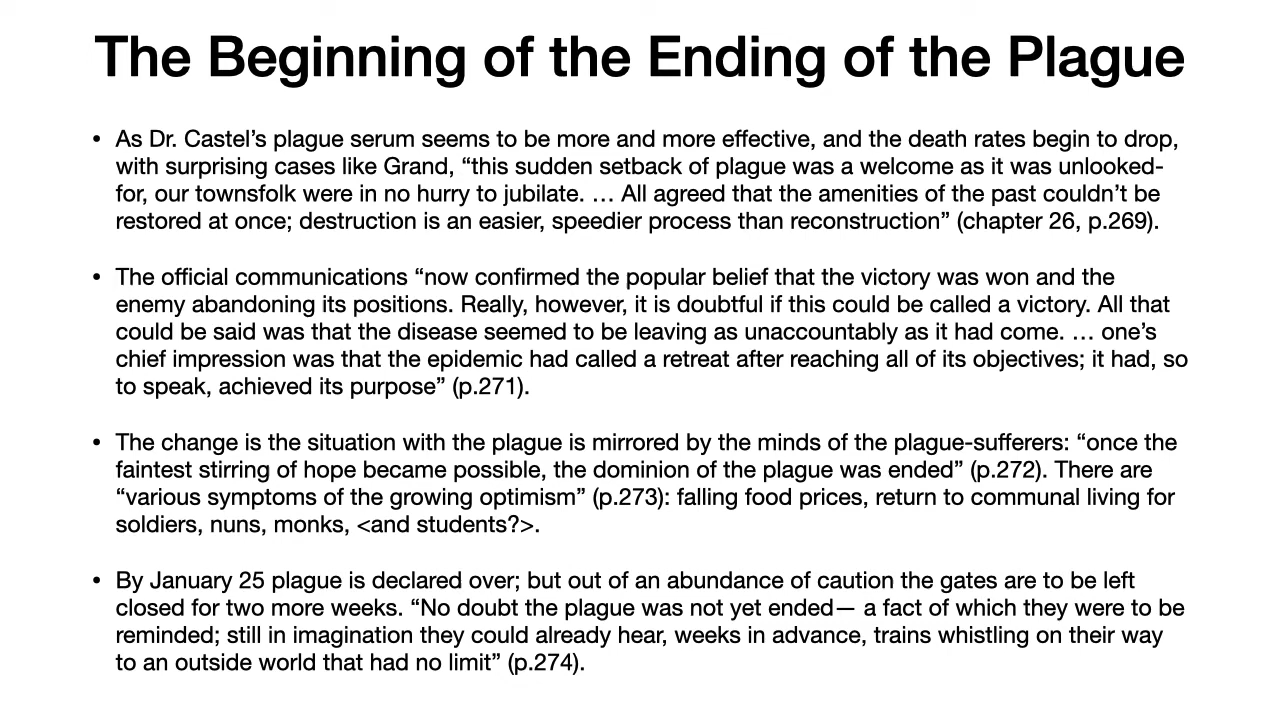 The Beginning of the Ending of the Plague
• As Dr. Castel’s plague serum seems to be more and more effective, and the death rates begin to drop,
with surprising cases like Grand, “this sudden setback of plague was a welcome as it was unlooked-
for, our townsfolk were in no hurry to jubilate. … All agreed that the amenities of the past couldn’t be
restored at once; destruction is an easier, speedier process than reconstruction” (chapter 26, p.269).
• The official communications “now confirmed the popular belief that the victory was won and the
enemy abandoning its positions. Really, however, it is doubtful if this could be called a victory. All that
could be said was that the disease seemed to be leaving as unaccountably as it had come. … one’s
chief impression was that the epidemic had called a retreat after reaching all of its objectives; it had, so
to speak, achieved its purpose” (p.271).
• The change is the situation with the plague is mirrored by the minds of the plague-sufferers: “once the
faintest stirring of hope became possible, the dominion of the plague was ended” (p.272). There are
“various symptoms of the growing optimism” (p.273): falling food prices, return to communal living for
soldiers, nuns, monks, <and students?>.
• By January 25 plague is declared over; but out of an abundance of caution the gates are to be left
closed for two more weeks. “No doubt the plague was not yet ended— a fact of which they were to be
reminded; still in imagination they could already hear, weeks in advance, trains whistling on their way
to an outside world that had no limit” (p.274).